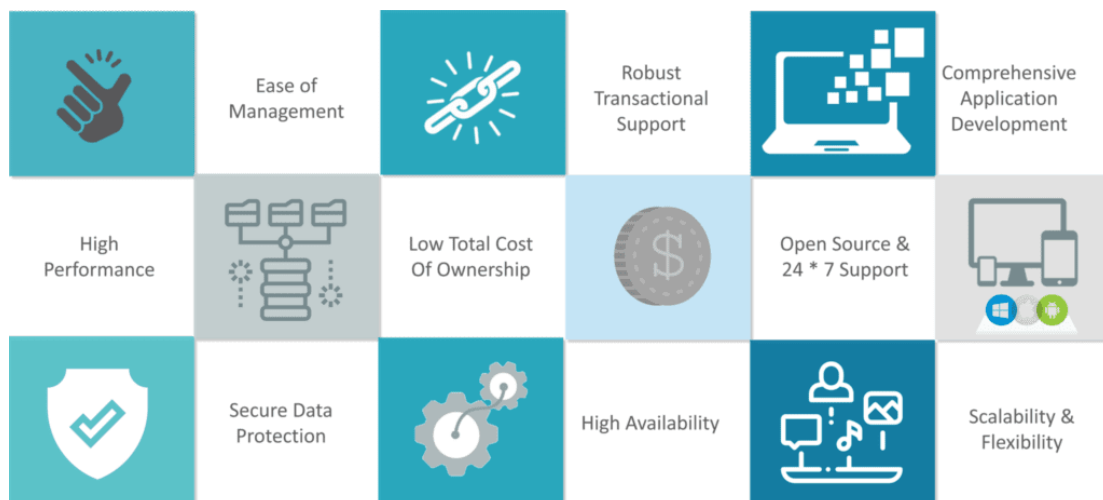 Ease of
Management
Robust
Transactional
Support
Comprehensive
Application
Development
High
Performance
Low Total Cost
Of Ownership
$
Open Source &
24 * 7 Support
Secure Data
Protection
High Availability
Scalability &
Flexibility